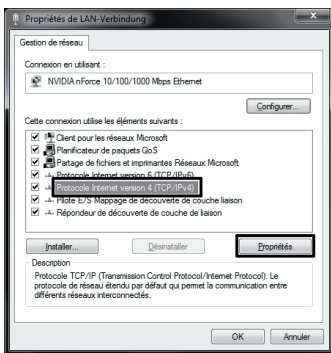 Propriétés de LAN-Verbindung
Gestion de réseau
Connexion en utilisant :
NVIDIA nForce 10/100/1000 Mbps Ethernet
Configurer...
Cette connexion utilise les éléments suivants :
Client pour les réseaux Microsoft
Planificateur de paquets QoS
Partage de fichiers et imprimantes Réseaux Microsoft
Protocole Internet version 6 (TCP/IPv6)
Protocole Internet version 4 (TCP/IPv4)
Pilote E/S Mappage de découverte de couche liaison
Répondeur de découverte de couche de liaison
Installer...
Désinstaller
Propriétés
Description
Protocole TCP/IP (Transmission Control Protocol/Internet Protocol). Le
protocole de réseau étendu par défaut qui permet la communication entre
différents réseaux interconnectés.
OK
Annuler